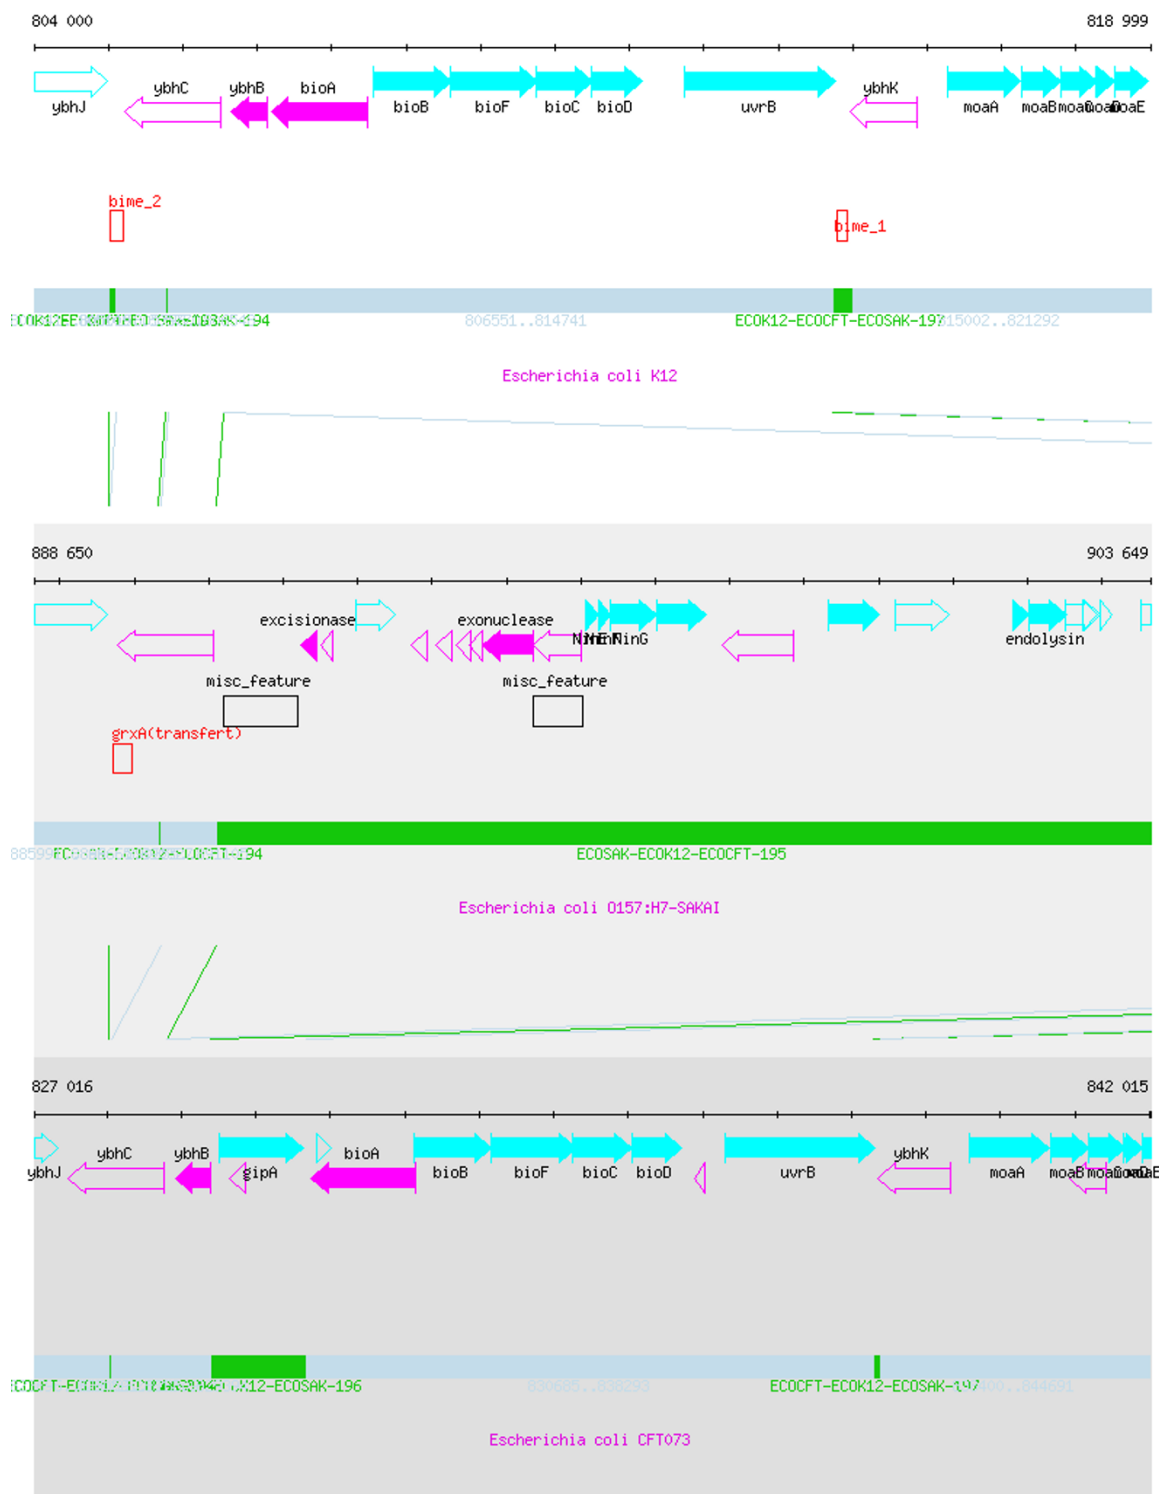 804 000 818 999
ybhC ybhB bioA ybhK
ybhJ bioB bioF bioC bioD uvrB moaA moaB moaE
bime_2
bime_1
806551..814741 ECOK12-ECOCFT-ECOSAK-197
Escherichia coli K12
888 650 903 649
excisionase exonuclease
NinG endolysin
misc_feature misc_feature
grxA(transfert)
ECOSAK-ECOK12-ECOCFT-195
Escherichia coli O157:H7-SAKAI
827 016 842 015
ybhC ybhB bioA ybhK
ybhJ gipA bioB bioF bioC bioD uvrB moaA moaB
830685..838293 ECOCFT-ECOK12-ECOSAK-197
Escherichia coli CFT073